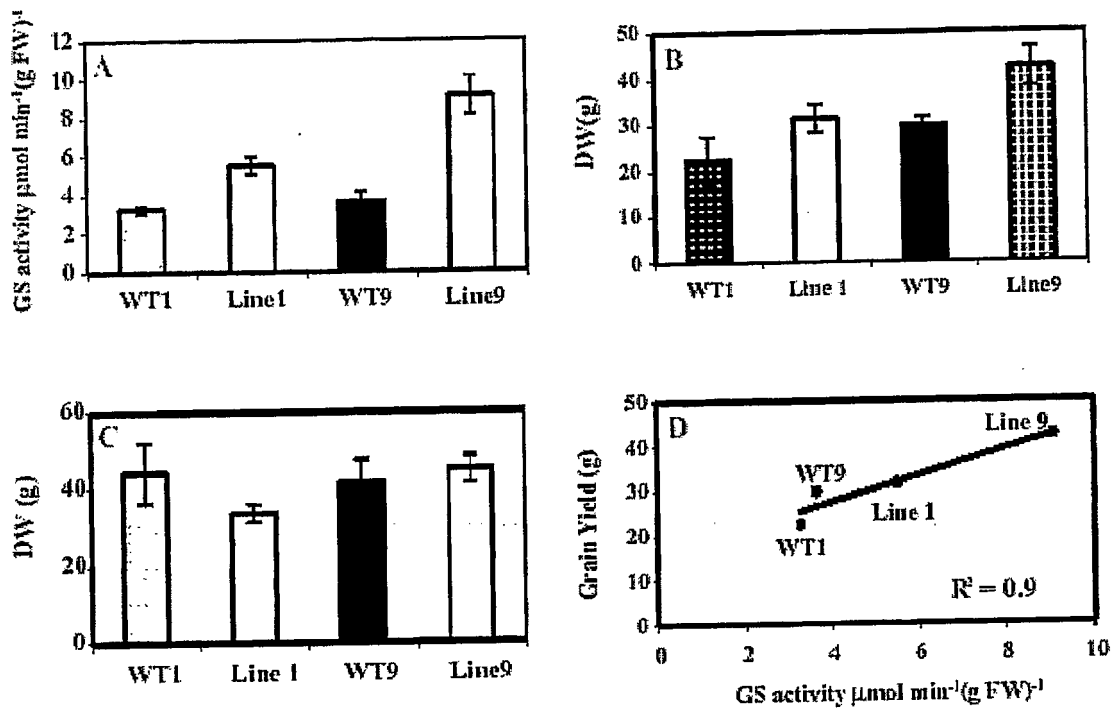 GS activity µmol min⁻¹(g FW)⁻¹
12
10
8
6
4
2
0
A
WT1 Line1 WT9 Line9
DW(g)
50
40
30
20
10
0
B
WT1 Line 1 WT9 Line9
DW (g)
60
40
20
0
C
WT1 Line 1 WT9 Line9
Grain Yield (g)
50
40
30
20
10
0
D
Line 9
WT9
Line 1
WT1
R² = 0.9
0 2 4 6 8 10
GS activity µmol min⁻¹(g FW)⁻¹